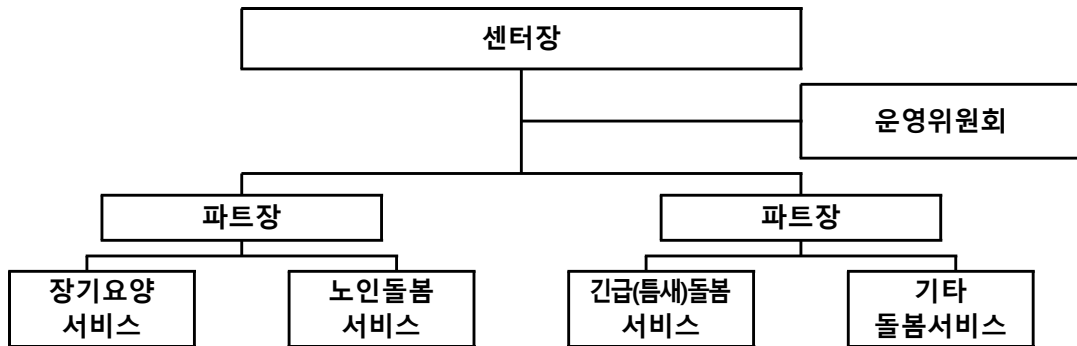 센터장
운영위원회
파트장
파트장
장기요양
서비스
노인돌봄
서비스
긴급(틈새)돌봄
서비스
기타
돌봄서비스